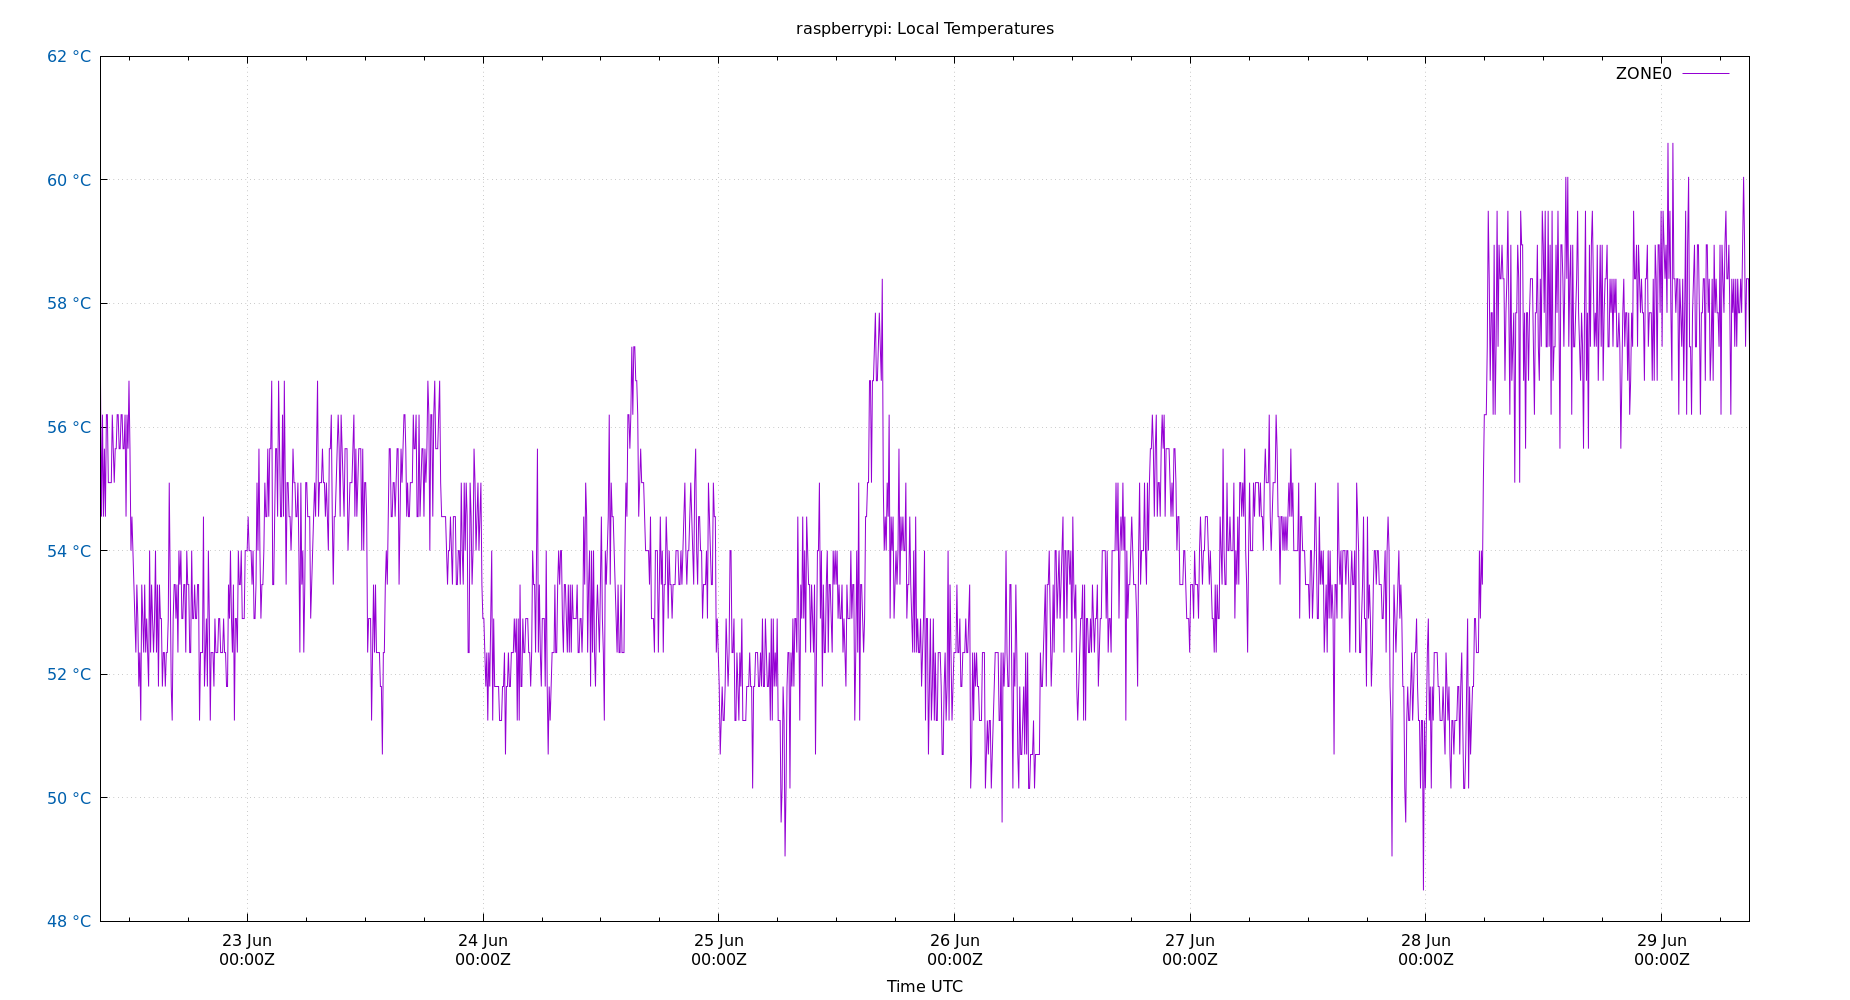 raspberrypi: Local Temperatures
62 °C
ZONE0
60 °C
58 °C
56 °C
54 °C
52 °C
50 °C
48 °C
23 Jun 24 Jun 25 Jun 26 Jun 27 Jun 28 Jun 29 Jun
00:00Z 00:00Z 00:00Z 00:00Z 00:00Z 00:00Z 00:00Z
Time UTC